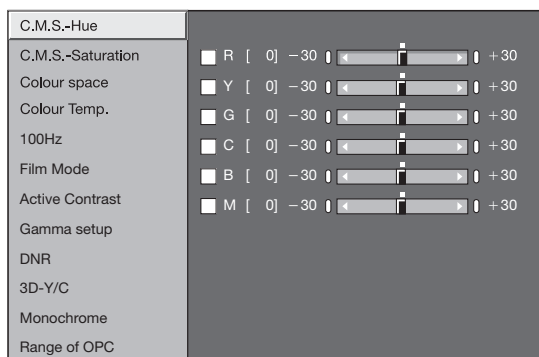 C.M.S.-Hue
C.M.S.-Saturation
Colour space
Colour Temp.
100Hz
Film Mode
Active Contrast
Gamma setup
DNR
3D-Y/C
Monochrome
Range of OPC
R [ 0] −30 +30
Y [ 0] −30 +30
G [ 0] −30 +30
C [ 0] −30 +30
B [ 0] −30 +30
M [ 0] −30 +30